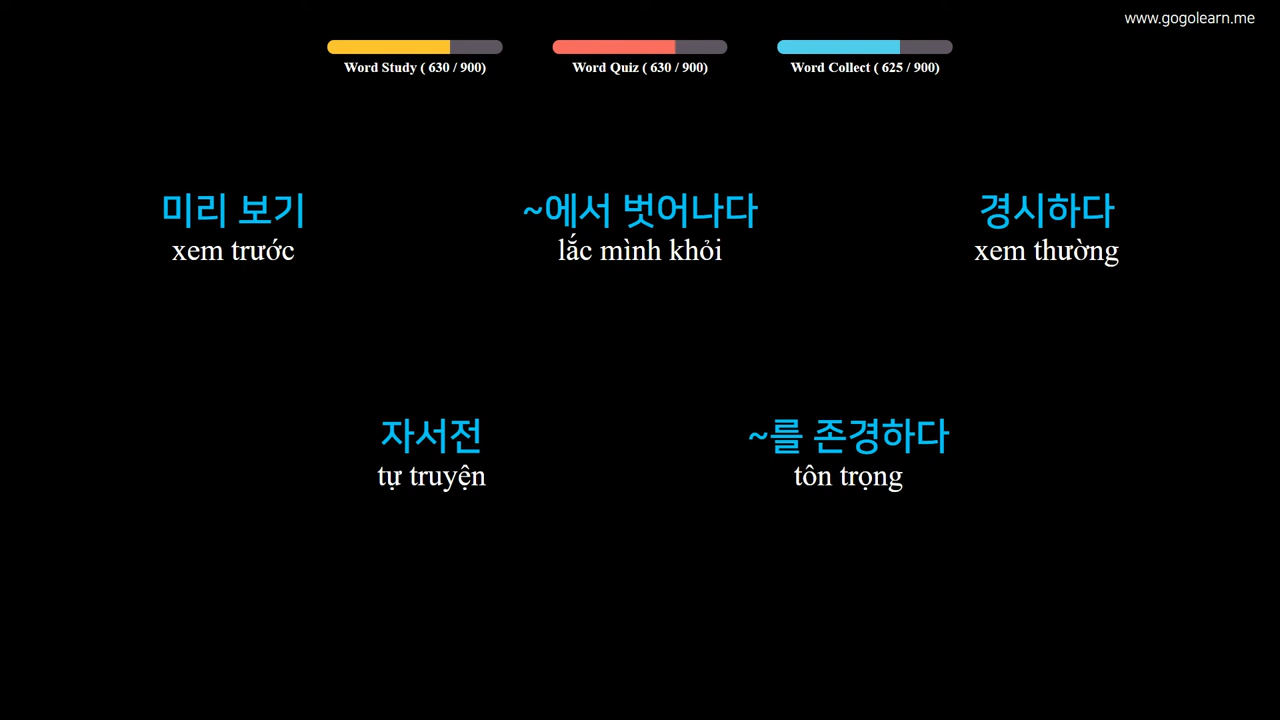 www.gogolearn.me
Word Study ( 630 / 900)
Word Quiz ( 630 / 900)
Word Collect ( 625 / 900)
미리 보기
xem trước
~에서 벗어나다
lắc mình khỏi
경시하다
xem thường
자서전
tự truyện
~를 존경하다
tôn trọng